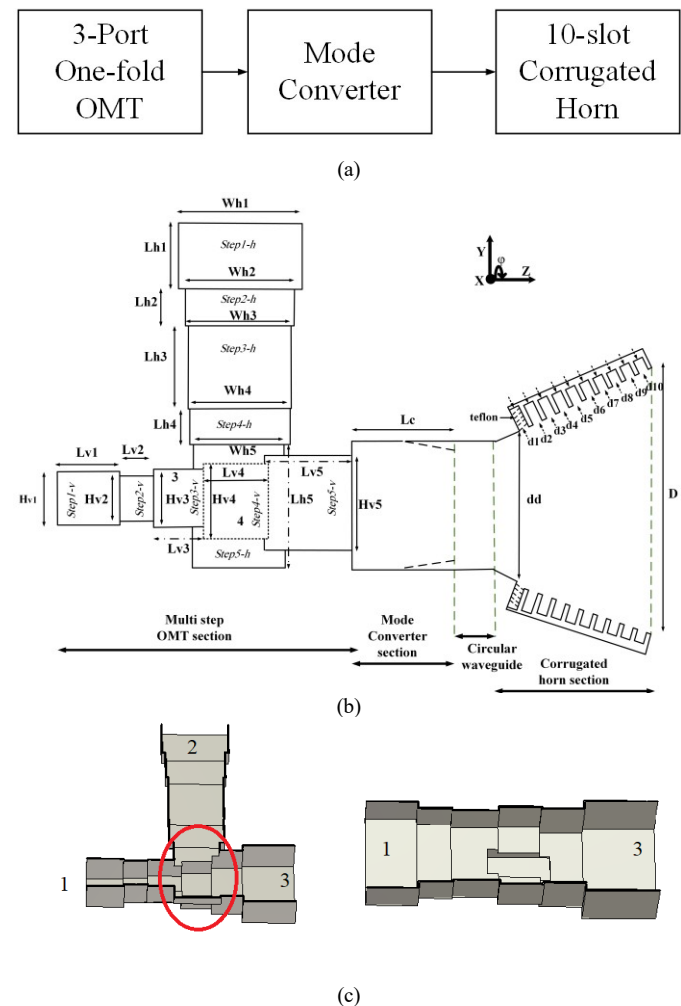 3-Port
One-fold
OMT
Mode
Converter
10-slot
Corrugated
Horn
(a)
Wh1
Lh1
Step1-h
Wh2
Lh2
Step2-h
Wh3
Lh3
Step3-h
Wh4
Lh4
Step4-h
Wh5
Y
φ
X
Z
teflon
d1
d2
d3
d4
d5
d6
d7
d8
d9
d10
Lc
Lv1
Lv2
3
Lv4
Lv5
Hv1
Step1-v
Hv2
Step2-v
Hv3
Step3-v
Hv4
4
Step4-v
Lh5
Step5-v
Hv5
dd
D
Lv3
Step5-h
Multi step
OMT section
Mode
Converter
section
Circular
waveguide
Corrugated
horn section
(b)
2
1
3
1
3
(c)